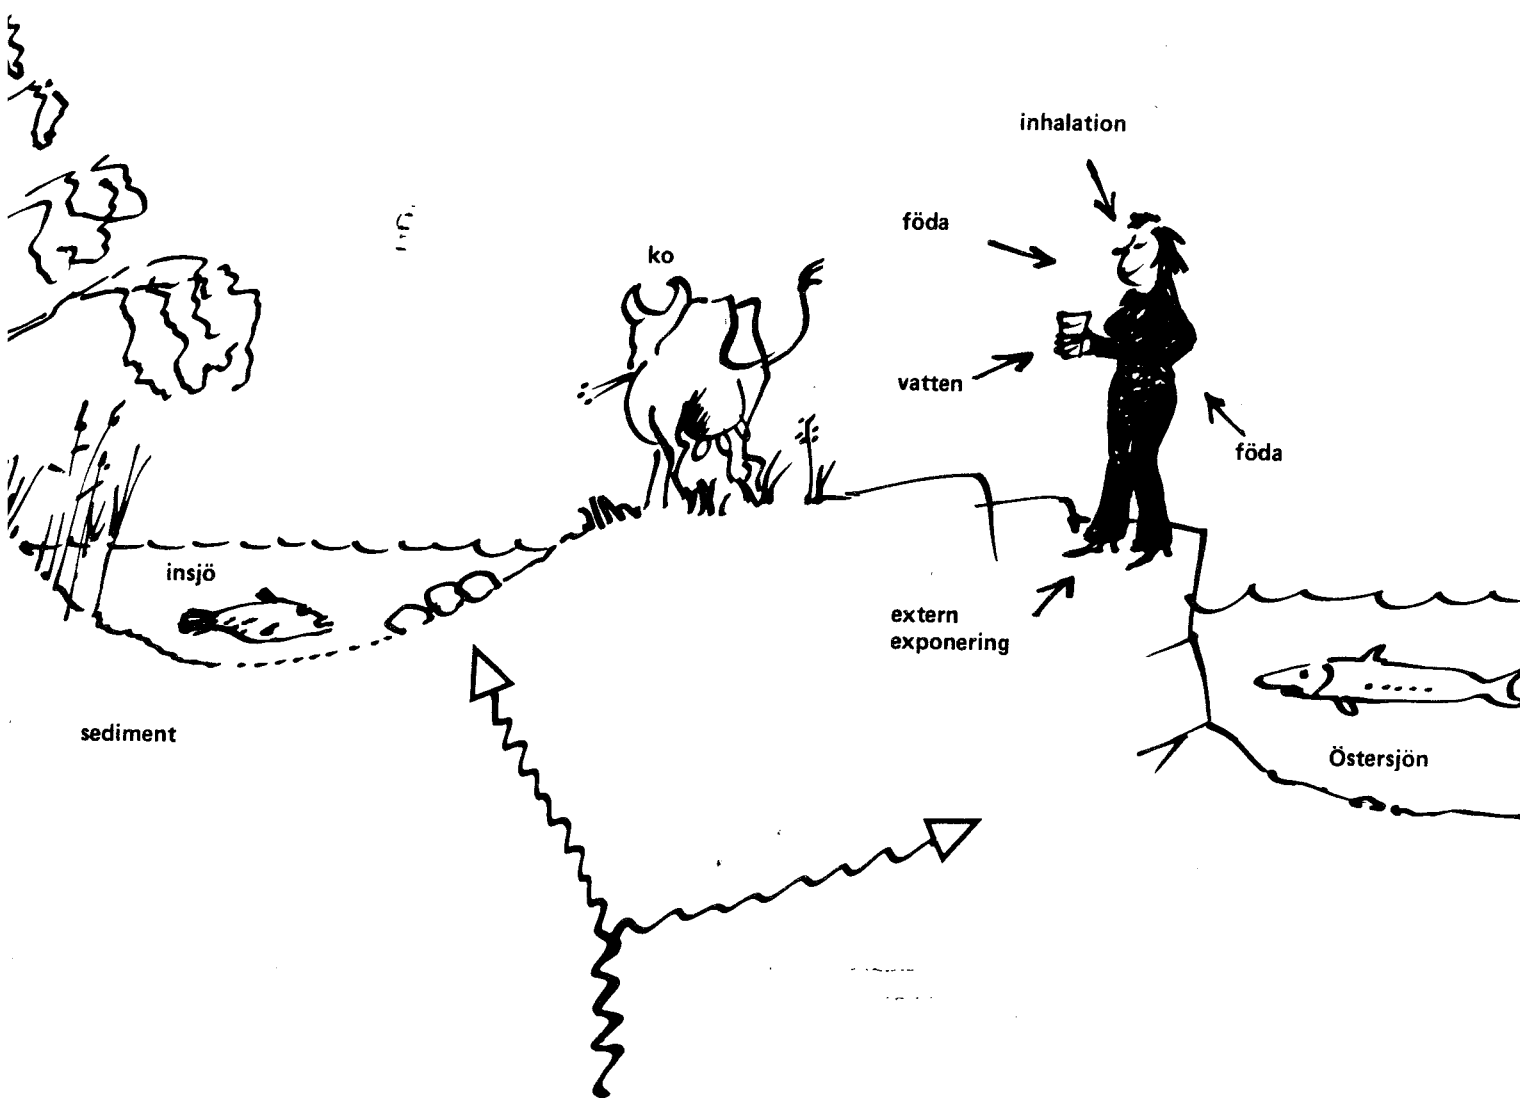 inhalation
föda
ko
vatten
föda
insjö
extern
exponering
sediment
Östersjön